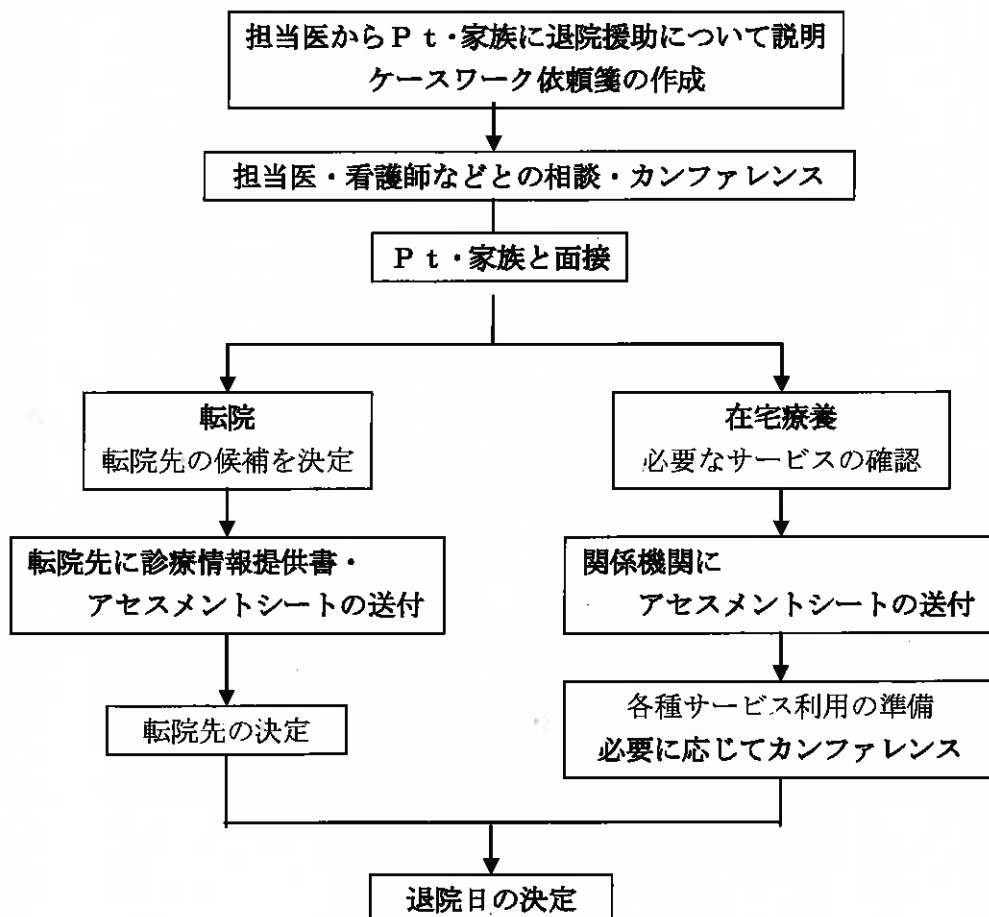 担当医からPt・家族に退院援助について説明
ケースワーク依頼箋の作成
担当医・看護師などとの相談・カンファレンス
Pt・家族と面接
転院
転院先の候補を決定
在宅療養
必要なサービスの確認
転院先に診療情報提供書・
アセスメントシートの送付
関係機関に
アセスメントシートの送付
転院先の決定
各種サービス利用の準備
必要に応じてカンファレンス
退院日の決定